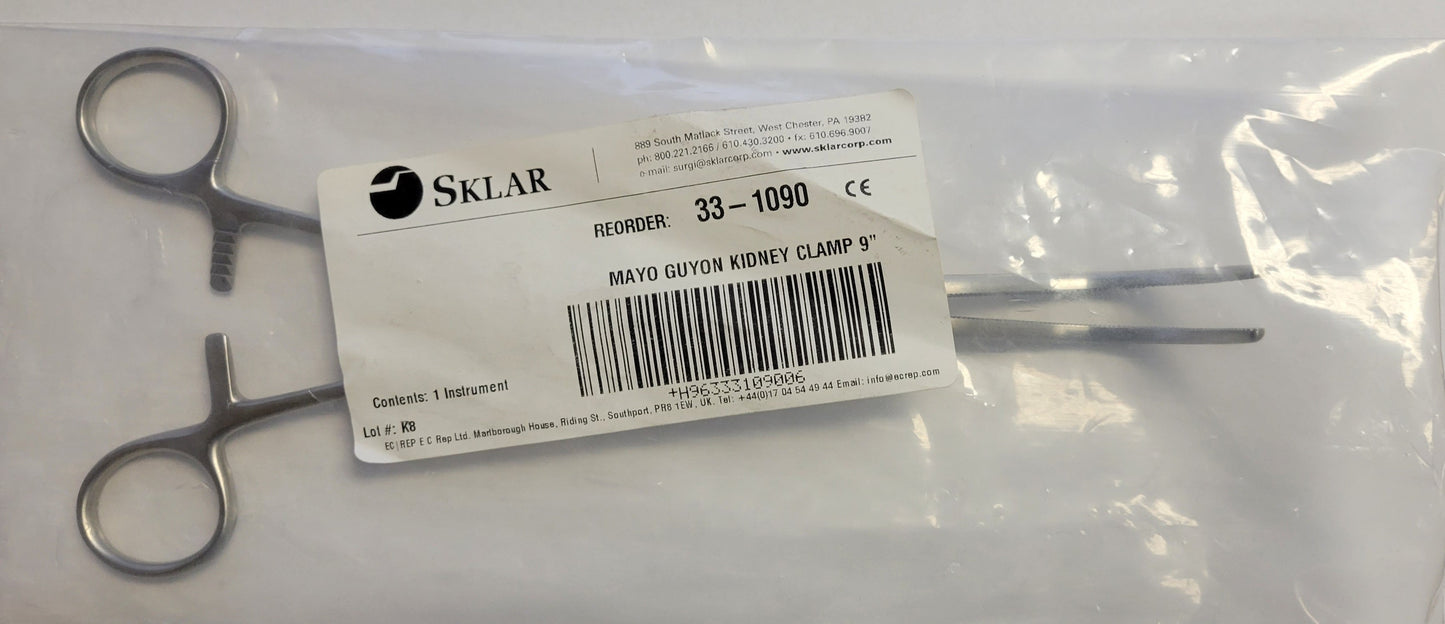 SKLAR
889 South Matlack Street, West Chester, PA 19382
ph: 800.221.2166 / 610.430.3200 • fx: 610.696.9007
e-mail: surgi@sklarcorp.com • www.sklarcorp.com
REORDER: 33–1090 CE
MAYO GUYON KIDNEY CLAMP 9"
+H96333109006
Contents: 1 Instrument
Lot #: K8
EC|REP E C Rep Ltd. Marlborough House, Riding St., Southport, PR8 1EW, UK. Tel: +44(0)17 04 54 49 44 Email: info@ecrep.com